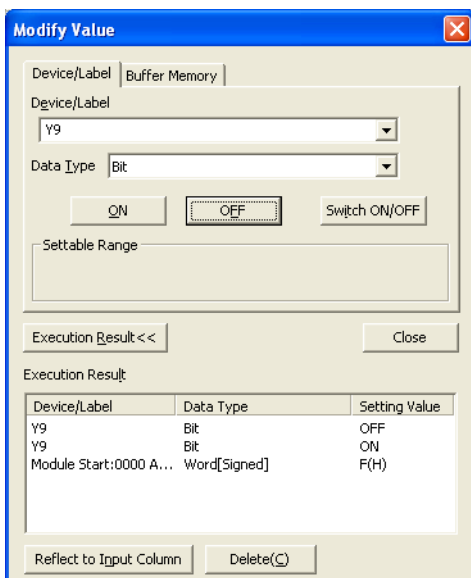 Modify Value
Device/Label Buffer Memory
Device/Label
Y9
Data Type Bit
ON OFF Switch ON/OFF
Settable Range
Execution Result<< Close
Execution Result
Device/Label Data Type Setting Value
Y9 Bit OFF
Y9 Bit ON
Module Start:0000 A... Word[Signed] F(H)
Reflect to Input Column Delete(C)